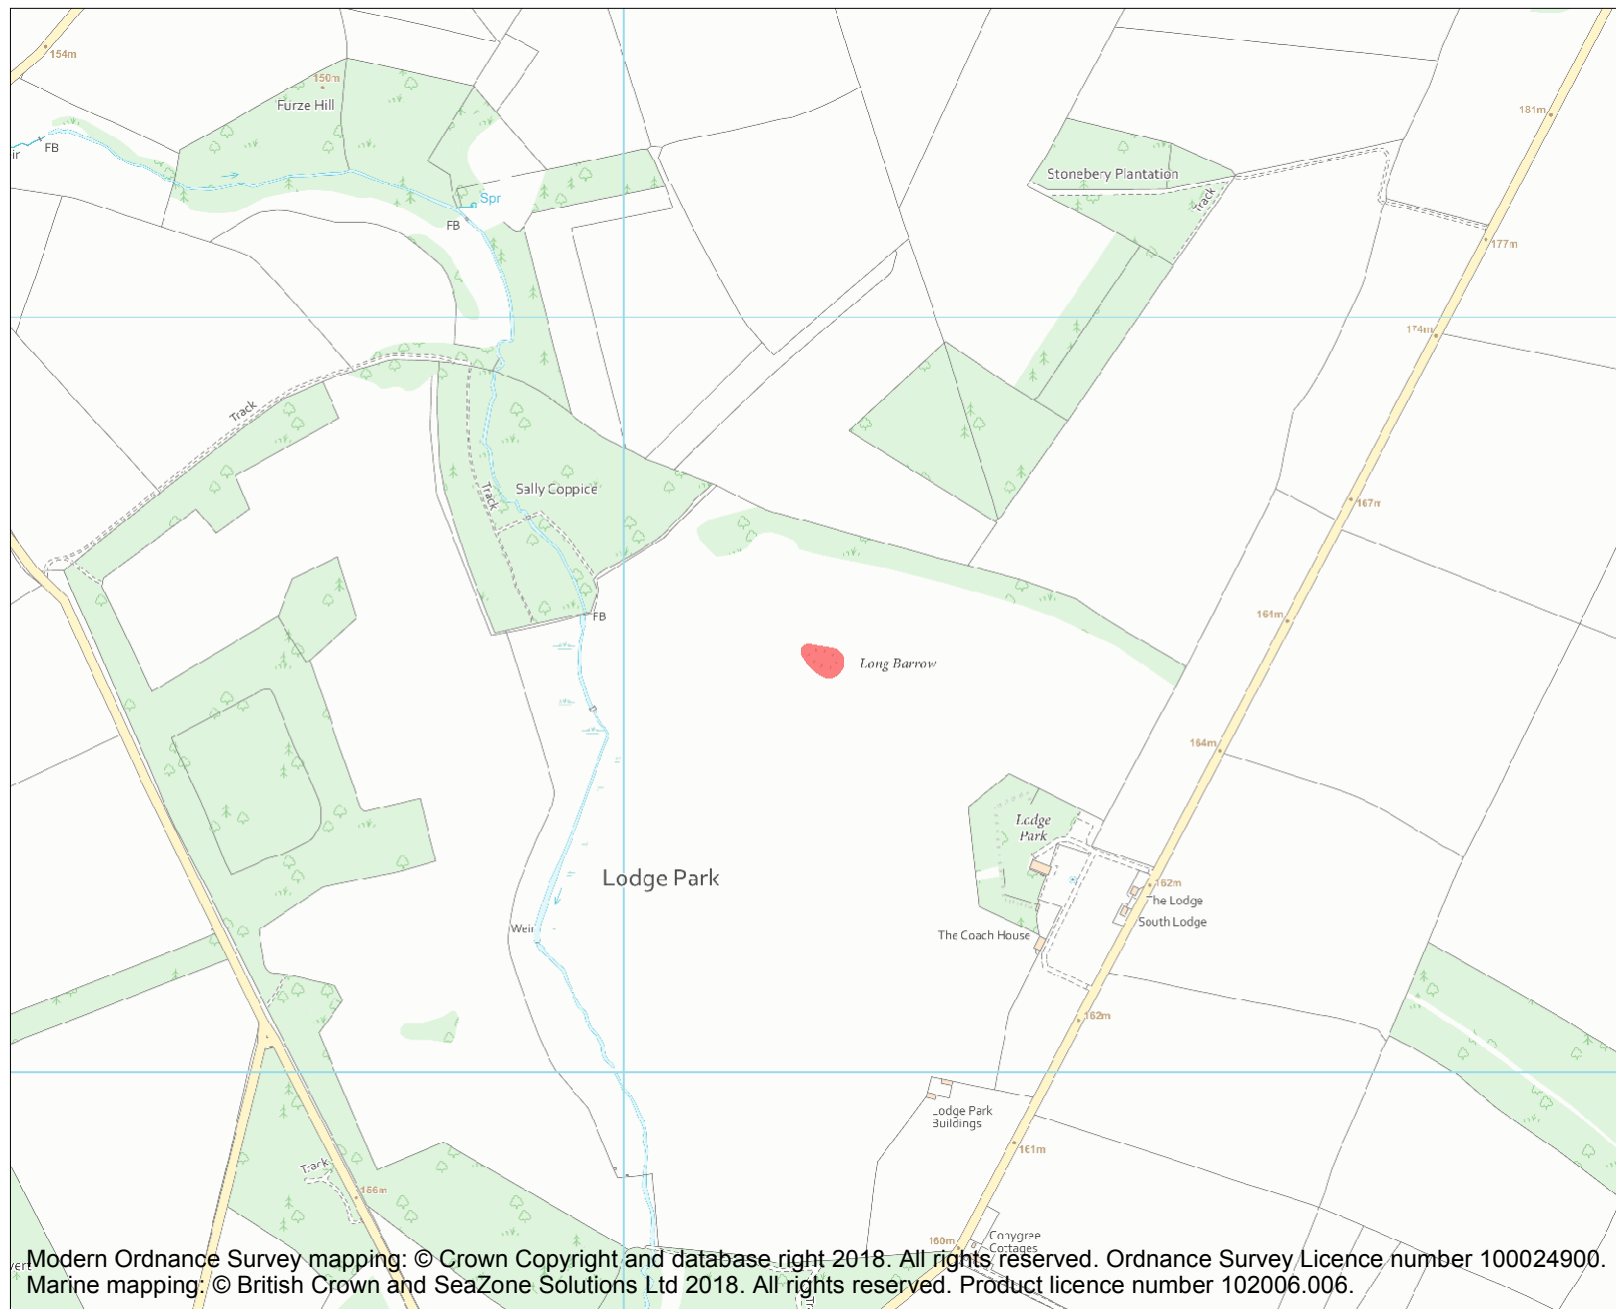 154m
150m
Furze Hill
FB
ir
Spr
FB
181m
Stonebery Plantation
Track
177m
174m
Track
Track
Sally Coppice
167m
FB
161m
Long Barrow
164m
Lodge
Park
Lodge Park
162m
The Lodge
South Lodge
Weir
The Coach House
162m
Lodge Park
Buildings
161m
Track
156m
160m
Conygree
Cottages
vert
Modern Ordnance Survey mapping: © Crown Copyright and database right 2018. All rights reserved. Ordnance Survey Licence number 100024900.
Marine mapping: © British Crown and SeaZone Solutions Ltd 2018. All rights reserved. Product licence number 102006.006.